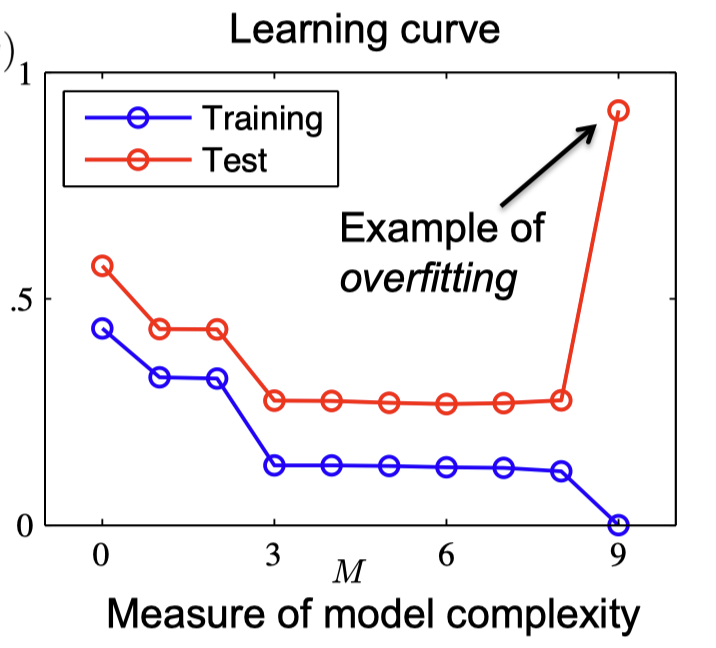 Learning curve
)
1
Training
Test
Example of
overfitting
.5
0
0 3 6 9
M
Measure of model complexity